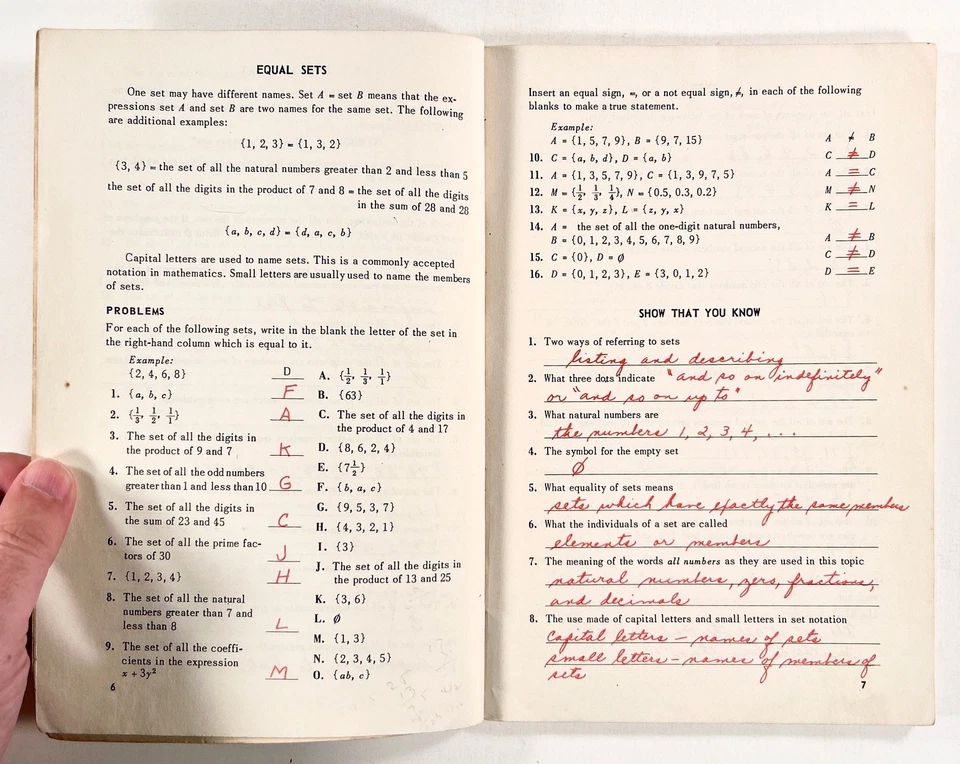 EQUAL SETS
One set may have different names. Set A = set B means that the ex-
pressions set A and set B are two names for the same set. The following
are additional examples:
{1, 2, 3} = {1, 3, 2}
{3, 4} = the set of all the natural numbers greater than 2 and less than 5
the set of all the digits in the product of 7 and 8 = the set of all the digits
in the sum of 28 and 28
{a, b, c, d} = {d, a, c, b}
Capital letters are used to name sets. This is a commonly accepted
notation in mathematics. Small letters are usually used to name the members
of sets.
PROBLEMS
For each of the following sets, write in the blank the letter of the set in
the right-hand column which is equal to it.
Example:
{2, 4, 6, 8} D
1. {a, b, c} F
2. {1/3, 1/2, 1/1} A
3. The set of all the digits in
the product of 9 and 7 K
4. The set of all the odd numbers
greater than 1 and less than 10 G
5. The set of all the digits in
the sum of 23 and 45 C
6. The set of all the prime fac-
tors of 30 J
7. {1, 2, 3, 4} H
8. The set of all the natural
numbers greater than 7 and
less than 8 L
9. The set of all the coeffi-
cients in the expression
x + 3y² M
A. {1/2, 1/3, 1/1}
B. {63}
C. The set of all the digits in
the product of 4 and 17
D. {8, 6, 2, 4}
E. {7½}
F. {b, a, c}
G. {9, 5, 3, 7}
H. {4, 3, 2, 1}
I. {3}
J. The set of all the digits in
the product of 13 and 25
K. {3, 6}
L. ∅
M. {1, 3}
N. {2, 3, 4, 5}
O. {ab, c}
6
Insert an equal sign, =, or a not equal sign, ≠, in each of the following
blanks to make a true statement.
Example:
A = {1, 5, 7, 9}, B = {9, 7, 15} A ≠ B
10. C = {a, b, d}, D = {a, b} C ≠ D
11. A = {1, 3, 5, 7, 9}, C = {1, 3, 9, 7, 5} A = C
12. M = {1/2, 1/3, 1/4}, N = {0.5, 0.3, 0.2} M ≠ N
13. K = {x, y, z}, L = {z, y, x} K = L
14. A = the set of all the one-digit natural numbers,
B = {0, 1, 2, 3, 4, 5, 6, 7, 8, 9} A ≠ B
15. C = {0}, D = ∅ C ≠ D
16. D = {0, 1, 2, 3}, E = {3, 0, 1, 2} D = E
SHOW THAT YOU KNOW
1. Two ways of referring to sets
listing and describing
2. What three dots indicate "and so on indefinitely"
or "and so on up to"
3. What natural numbers are
the numbers 1, 2, 3, 4, . . .
4. The symbol for the empty set
∅
5. What equality of sets means
sets which have exactly the same members
6. What the individuals of a set are called
elements or members
7. The meaning of the words all numbers as they are used in this topic
natural numbers, zero, fractions,
and decimals
8. The use made of capital letters and small letters in set notation
Capital letters - names of sets
small letters - names of members of
sets
7